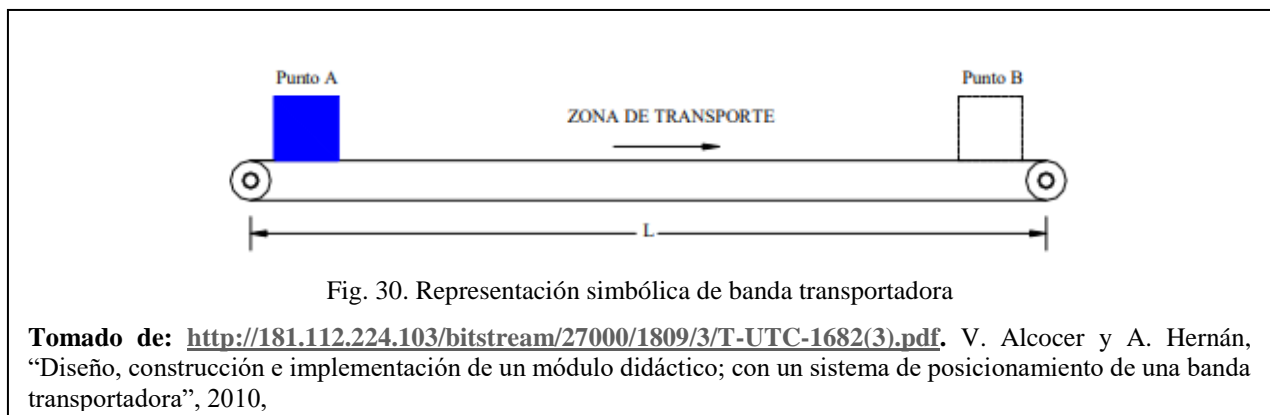 Punto A
Punto B
ZONA DE TRANSPORTE
L
Fig. 30. Representación simbólica de banda transportadora
Tomado de: http://181.112.224.103/bitstream/27000/1809/3/T-UTC-1682(3).pdf. V. Alcocer y A. Hernán,
“Diseño, construcción e implementación de un módulo didáctico; con un sistema de posicionamiento de una banda
transportadora”, 2010,